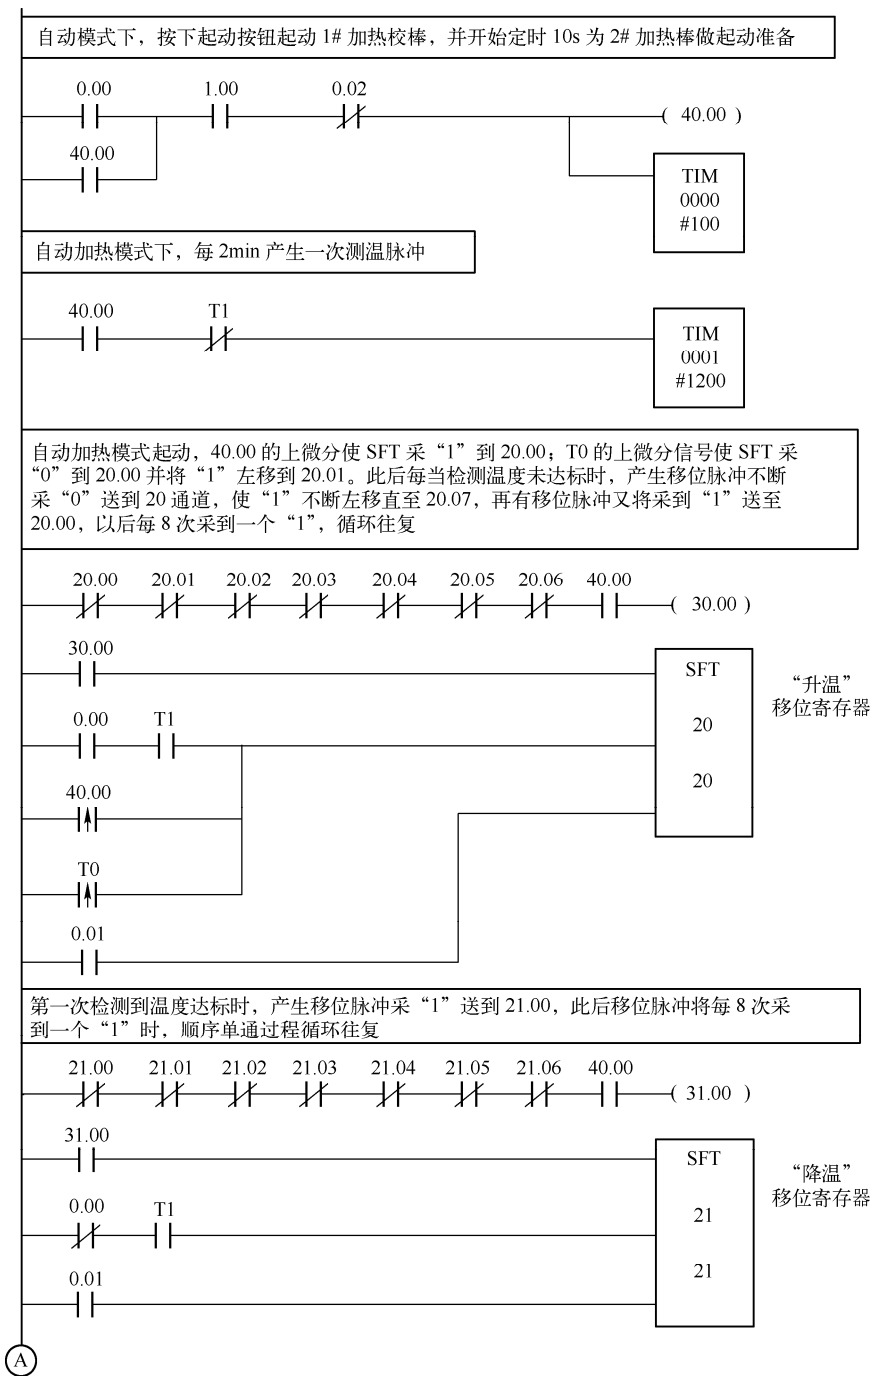 自动模式下，按下起动按钮起动 1# 加热校棒，并开始定时 10s 为 2# 加热棒做起动准备
0.00 1.00 0.02
( 40.00 )
40.00
TIM
0000
#100
自动加热模式下，每 2min 产生一次测温脉冲
40.00 T1
TIM
0001
#1200
自动加热模式起动，40.00 的上微分使 SFT 采“1”到 20.00；T0 的上微分信号使 SFT 采
“0”到 20.00 并将“1”左移到 20.01。此后每当检测温度未达标时，产生移位脉冲不断
采“0”送到 20 通道，使“1”不断左移直至 20.07，再有移位脉冲又将采到“1”送至
20.00，以后每 8 次采到一个“1”，循环往复
20.00 20.01 20.02 20.03 20.04 20.05 20.06 40.00
( 30.00 )
30.00
SFT
20
20
“升温”
移位寄存器
0.00 T1
40.00
T0
0.01
第一次检测到温度达标时，产生移位脉冲采“1”送到 21.00，此后移位脉冲将每 8 次采
到一个“1”时，顺序单通过程循环往复
21.00 21.01 21.02 21.03 21.04 21.05 21.06 40.00
( 31.00 )
31.00
SFT
21
21
“降温”
移位寄存器
0.00 T1
0.01
A